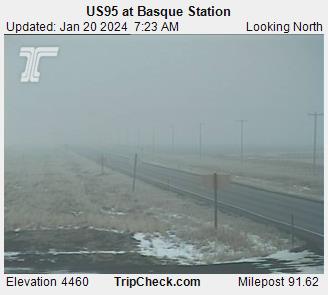 US95 at Basque Station
Updated: Jan 20 2024 7:23 AM Looking North
Elevation 4460 TripCheck.com Milepost 91.62